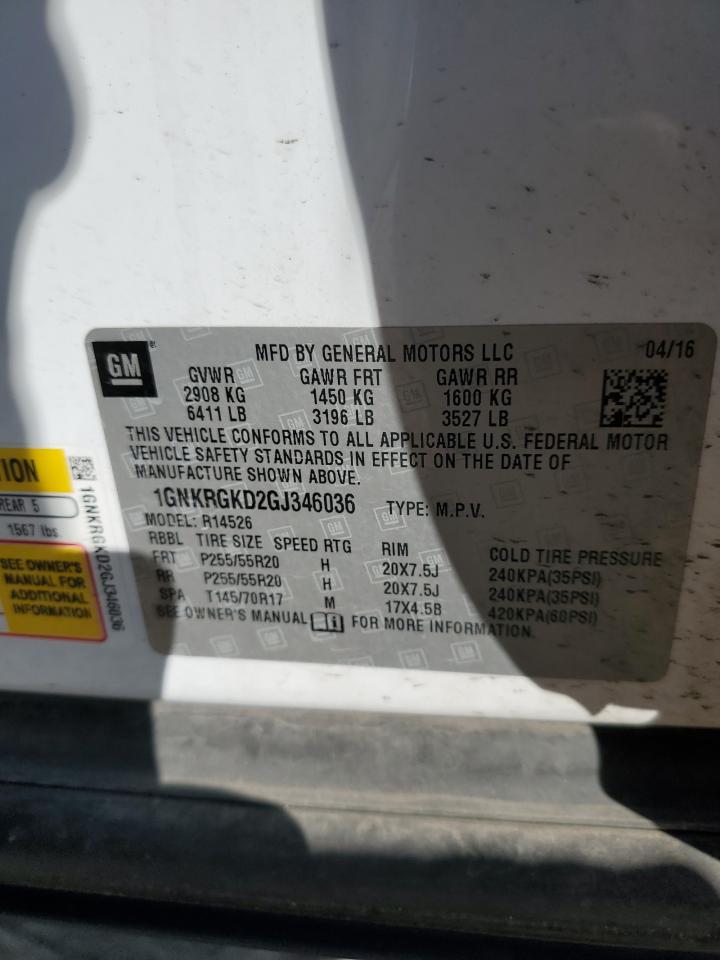 GM
MFD BY GENERAL MOTORS LLC 04/16
GVWR GAWR FRT GAWR RR
2908 KG 1450 KG 1600 KG
6411 LB 3196 LB 3527 LB
THIS VEHICLE CONFORMS TO ALL APPLICABLE U.S. FEDERAL MOTOR
VEHICLE SAFETY STANDARDS IN EFFECT ON THE DATE OF
MANUFACTURE SHOWN ABOVE.
1GNKRGKD2GJ346036 TYPE: M.P.V.
MODEL: R14526
RBBL TIRE SIZE SPEED RTG RIM COLD TIRE PRESSURE
FRT P255/55R20 H 20X7.5J 240KPA(35PSI)
RR P255/55R20 H 20X7.5J 240KPA(35PSI)
SPA T145/70R17 M 17X4.5B 420KPA(60PSI)
SEE OWNER'S MANUAL FOR MORE INFORMATION.
TION
REAR 5
1567 lbs
SEE OWNER'S
MANUAL FOR
ADDITIONAL
INFORMATION
1GNKRGKD2GJ346036